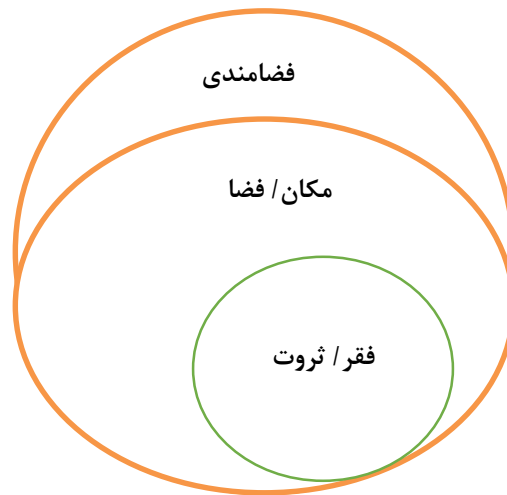 فضامندی
مکان/ فضا
فقر/ ثروت